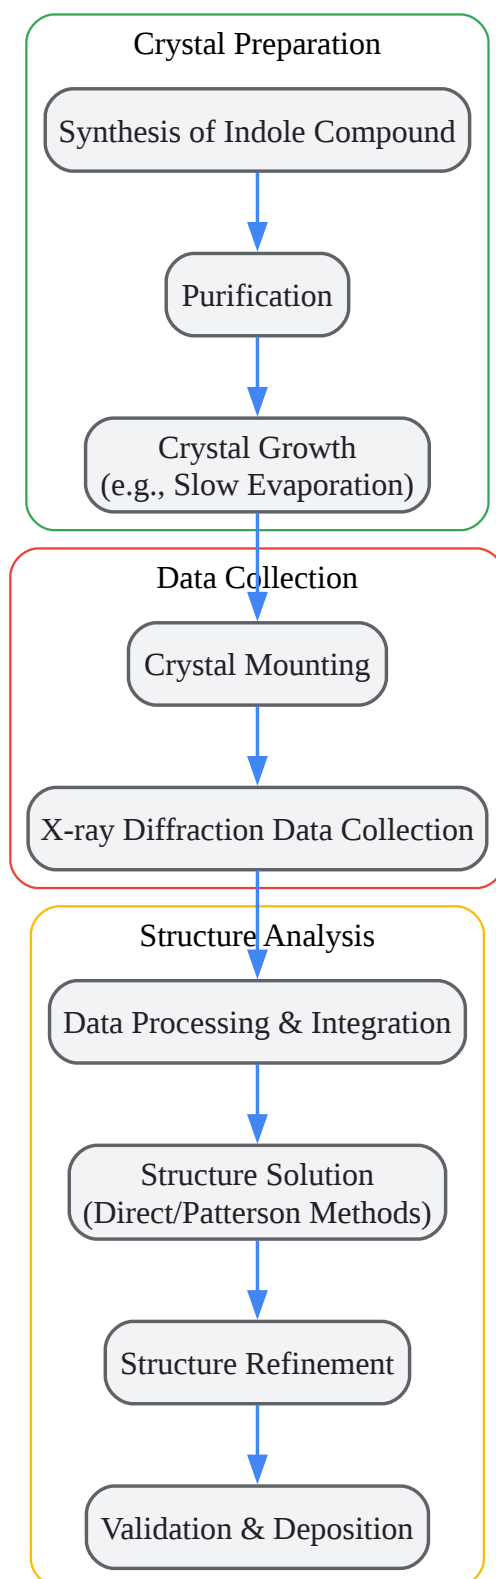 Crystal Preparation
Synthesis of Indole Compound
Purification
Crystal Growth
(e.g., Slow Evaporation)
Data Collection
Crystal Mounting
X-ray Diffraction Data Collection
Structure Analysis
Data Processing & Integration
Structure Solution
(Direct/Patterson Methods)
Structure Refinement
Validation & Deposition